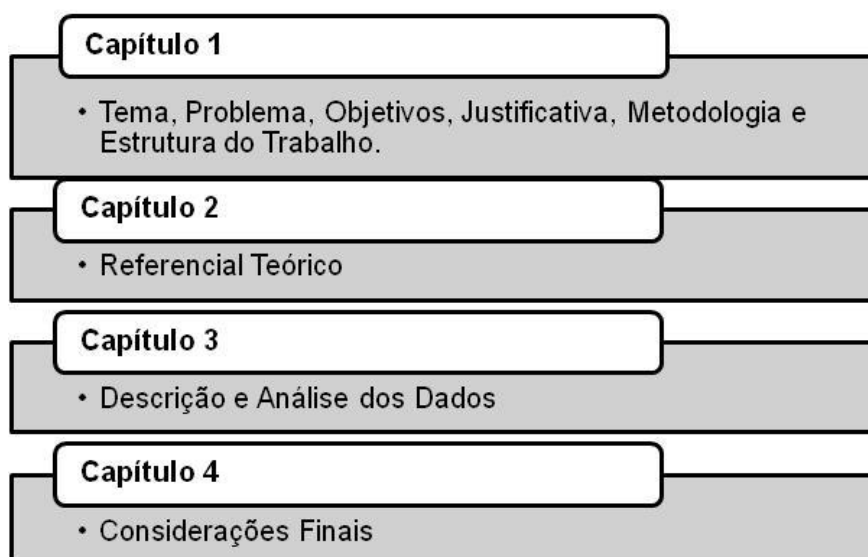 Capítulo 1
• Tema, Problema, Objetivos, Justificativa, Metodologia e
Estrutura do Trabalho.
Capítulo 2
• Referencial Teórico
Capítulo 3
• Descrição e Análise dos Dados
Capítulo 4
• Considerações Finais